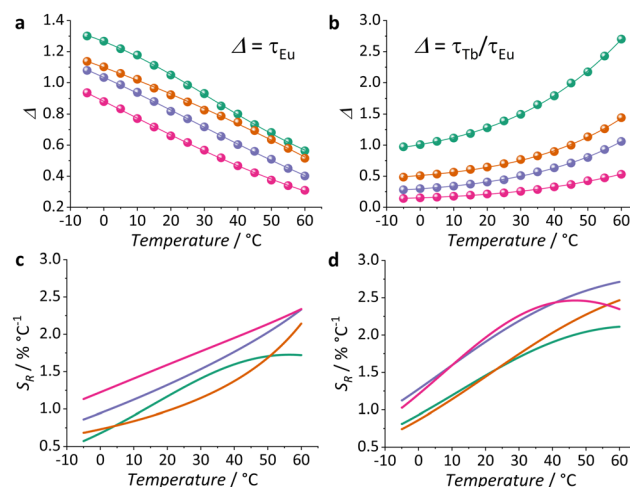 a
Δ = τEu
1.4
1.2
1.0
0.8
0.6
0.4
0.2
Δ
-10 0 10 20 30 40 50 60
Temperature / °C
b
Δ = τTb/τEu
3.0
2.5
2.0
1.5
1.0
0.5
0.0
Δ
-10 0 10 20 30 40 50 60
Temperature / °C
c
3.0
2.5
2.0
1.5
1.0
0.5
SR / % °C⁻¹
-10 0 10 20 30 40 50 60
Temperature / °C
d
3.0
2.5
2.0
1.5
1.0
0.5
SR / % °C⁻¹
-10 0 10 20 30 40 50 60
Temperature / °C